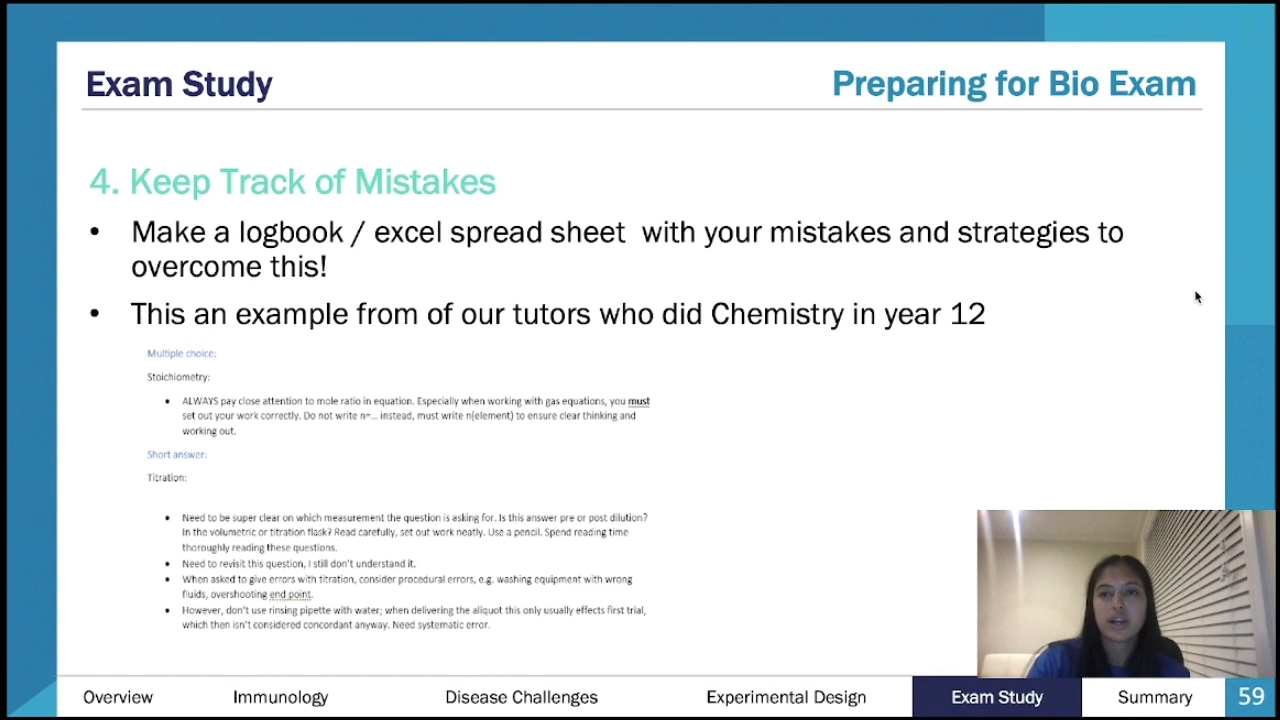 Exam Study
Preparing for Bio Exam
4. Keep Track of Mistakes
• Make a logbook / excel spread sheet with your mistakes and strategies to
overcome this!
• This an example from of our tutors who did Chemistry in year 12
Multiple choice:
Stoichiometry:
• ALWAYS pay close attention to mole ratio in equation. Especially when working with gas equations, you must
set out your work correctly. Do not write n=... instead, must write n(element) to ensure clear thinking and
working out.
Short answer:
Titration:
• Need to be super clear on which measurement the question is asking for. Is this answer pre or post dilution?
In the volumetric or titration flask? Read carefully, set out work neatly. Use a pencil. Spend reading time
thoroughly reading these questions.
• Need to revisit this question, I still don't understand it.
• When asked to give errors with titration, consider procedural errors, e.g. washing equipment with wrong
fluids, overshooting end point.
• However, don't use rinsing pipette with water; when delivering the aliquot this only usually effects first trial,
which then isn't considered concordant anyway. Need systematic error.
Overview Immunology Disease Challenges Experimental Design Exam Study Summary 59